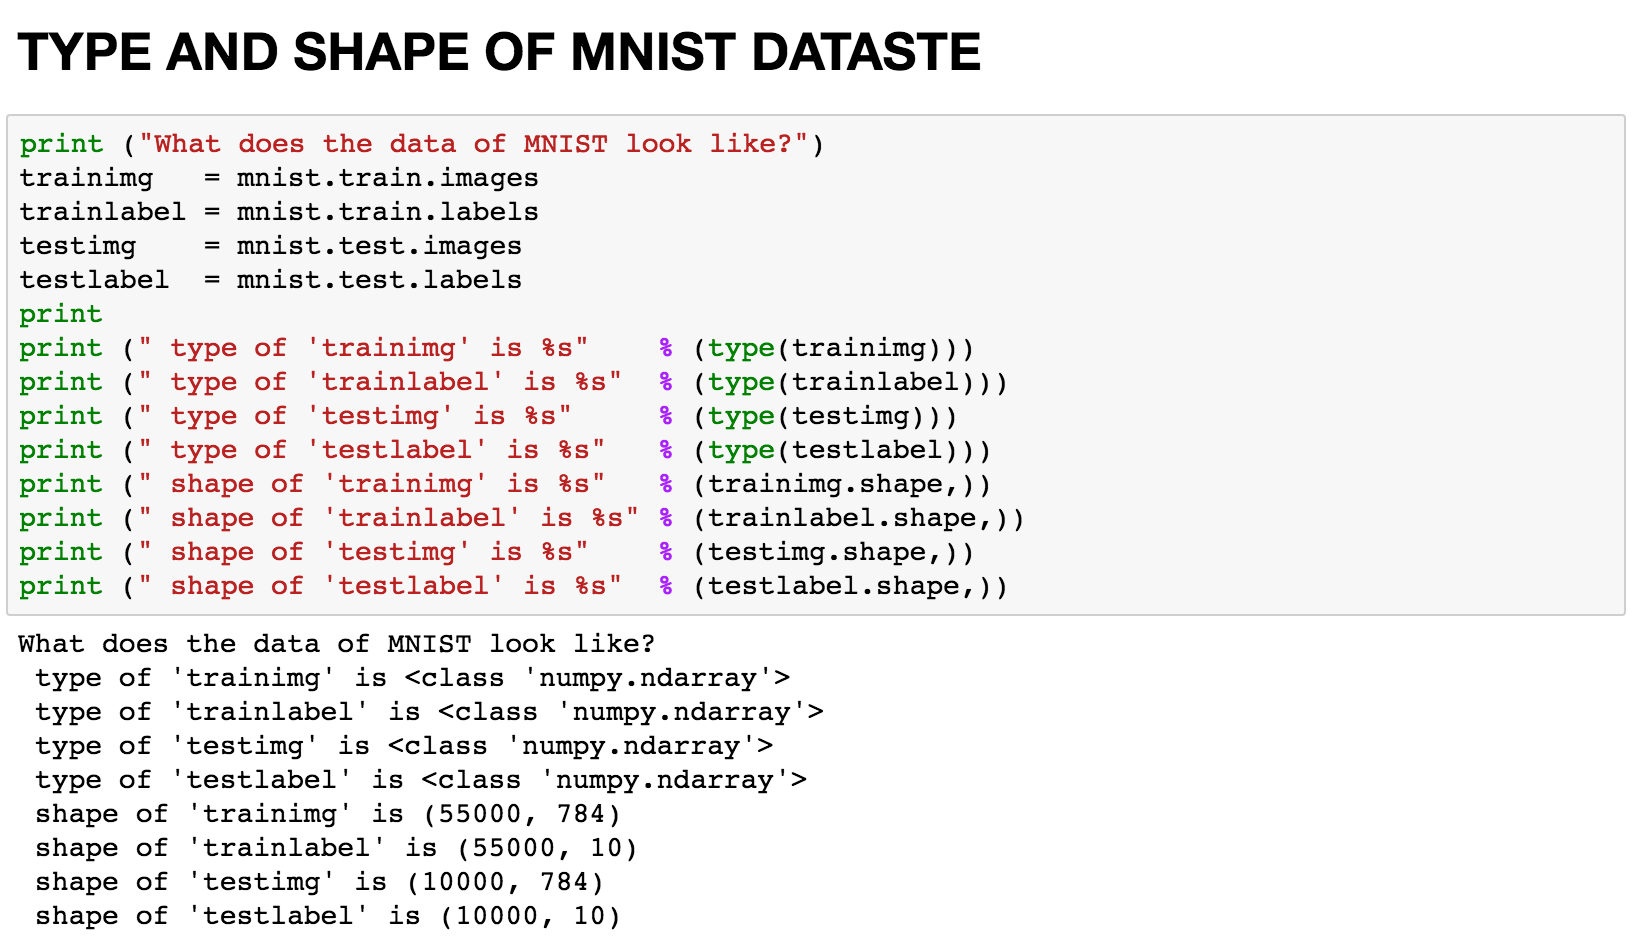 TYPE AND SHAPE OF MNIST DATASTE
print ("What does the data of MNIST look like?")
trainimg   = mnist.train.images
trainlabel = mnist.train.labels
testimg    = mnist.test.images
testlabel  = mnist.test.labels
print
print (" type of 'trainimg' is %s"    % (type(trainimg)))
print (" type of 'trainlabel' is %s"  % (type(trainlabel)))
print (" type of 'testimg' is %s"     % (type(testimg)))
print (" type of 'testlabel' is %s"   % (type(testlabel)))
print (" shape of 'trainimg' is %s"   % (trainimg.shape,))
print (" shape of 'trainlabel' is %s" % (trainlabel.shape,))
print (" shape of 'testimg' is %s"    % (testimg.shape,))
print (" shape of 'testlabel' is %s"  % (testlabel.shape,))
What does the data of MNIST look like?
 type of 'trainimg' is <class 'numpy.ndarray'>
 type of 'trainlabel' is <class 'numpy.ndarray'>
 type of 'testimg' is <class 'numpy.ndarray'>
 type of 'testlabel' is <class 'numpy.ndarray'>
 shape of 'trainimg' is (55000, 784)
 shape of 'trainlabel' is (55000, 10)
 shape of 'testimg' is (10000, 784)
 shape of 'testlabel' is (10000, 10)